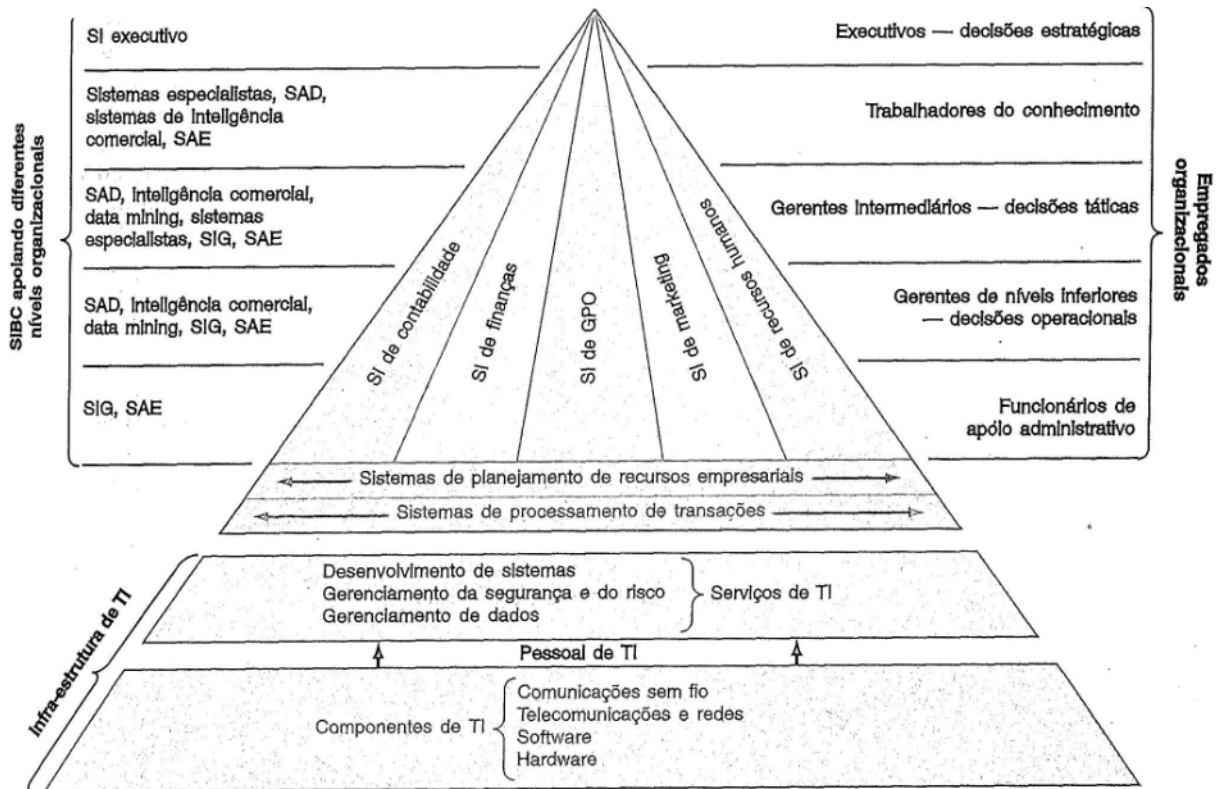 SI executivo
Sistemas especialistas, SAD,
sistemas de inteligência
comercial, SAE
SAD, inteligência comercial,
data mining, sistemas
especialistas, SIG, SAE
SAD, inteligência comercial,
data mining, SIG, SAE
SIG, SAE
SIBC apoiando diferentes
níveis organizacionais
SI de contabilidade
SI de finanças
SI de GPO
SI de marketing
SI de recursos humanos
Executivos — decisões estratégicas
Trabalhadores do conhecimento
Gerentes intermediários — decisões táticas
Gerentes de níveis inferiores
— decisões operacionais
Funcionários de
apóio administrativo
Empregados
organizacionais
Sistemas de planejamento de recursos empresariais
Sistemas de processamento de transações
Infra-estrutura de TI
Desenvolvimento de sistemas
Gerenciamento da segurança e do risco
Gerenciamento de dados
Serviços de TI
Pessoal de TI
Componentes de TI
Comunicações sem fio
Telecomunicações e redes
Software
Hardware